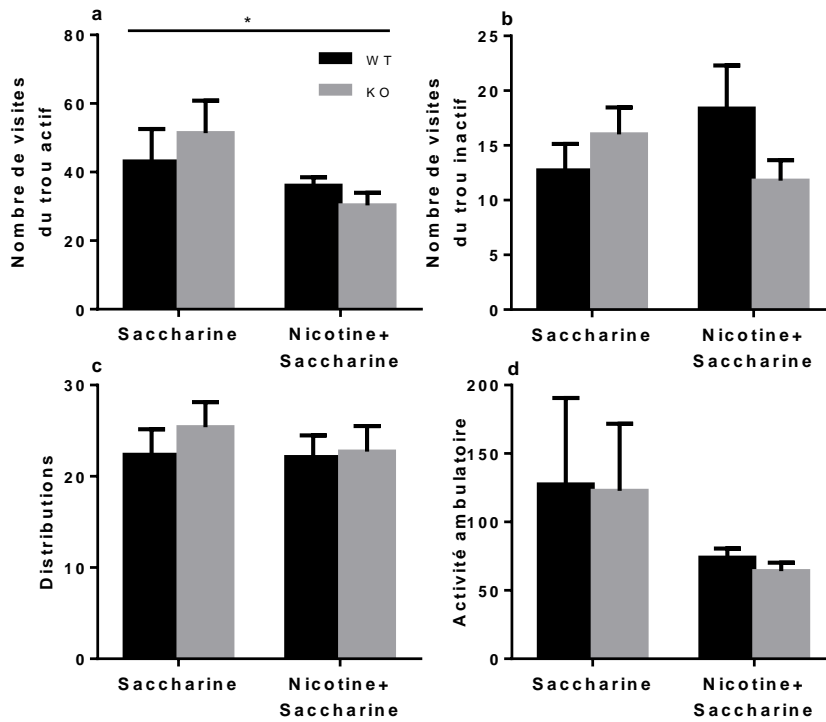 a
*
80
60
40
20
0
Nombre de visites
du trou actif
WT
KO
Saccharine
Nicotine+
Saccharine
b
25
20
15
10
5
0
Nombre de visites
du trou inactif
Saccharine
Nicotine+
Saccharine
c
30
20
10
0
Distributions
Saccharine
Nicotine+
Saccharine
d
200
150
100
50
0
Activité ambulatoire
Saccharine
Nicotine+
Saccharine